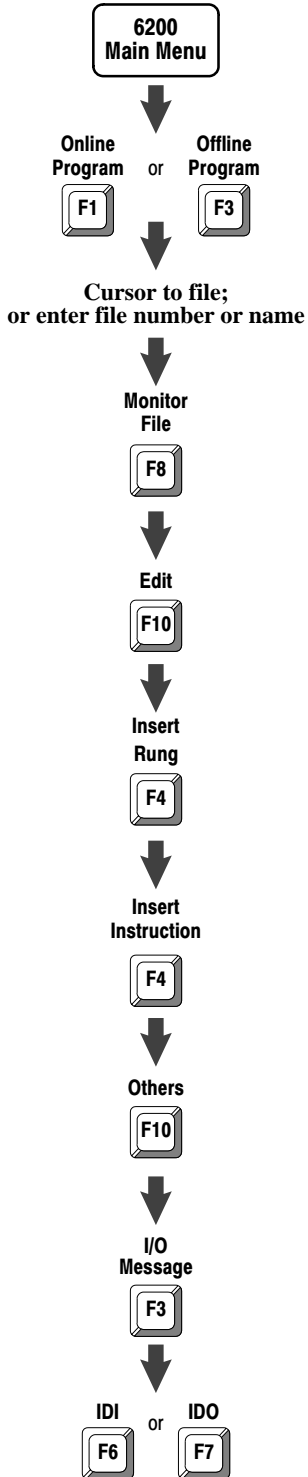 6200
Main Menu
Online Offline
Program or Program
F1 F3
Cursor to file;
or enter file number or name
Monitor
File
F8
Edit
F10
Insert
Rung
F4
Insert
Instruction
F4
Others
F10
I/O
Message
F3
IDI or IDO
F6 F7